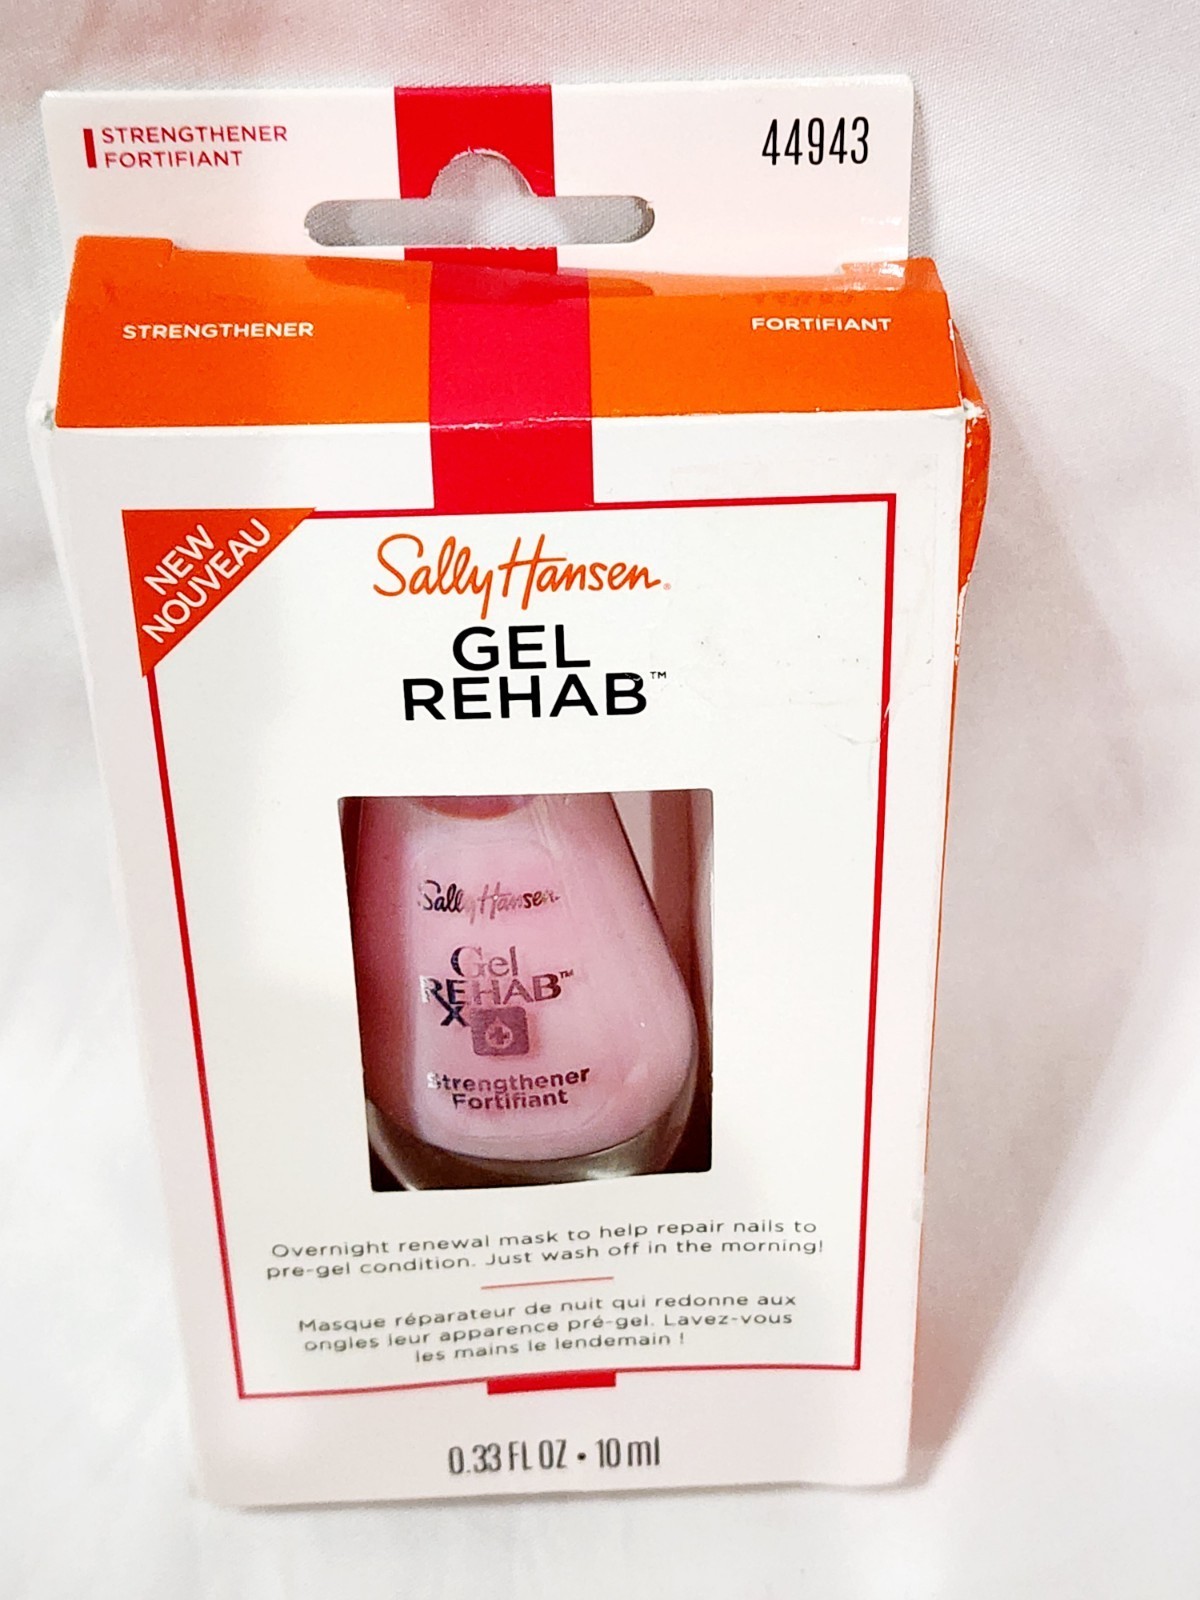 STRENGTHENER
FORTIFIANT
44943
STRENGTHENER
FORTIFIANT
NEW
NOUVEAU
Sally Hansen®
GEL
REHAB™
Sally Hansen
Gel
REHAB™
X
Strengthener
Fortifiant
Overnight renewal mask to help repair nails to
pre-gel condition. Just wash off in the morning!
Masque réparateur de nuit qui redonne aux
ongles leur apparence pré-gel. Lavez-vous
les mains le lendemain !
0.33 FL OZ • 10 ml